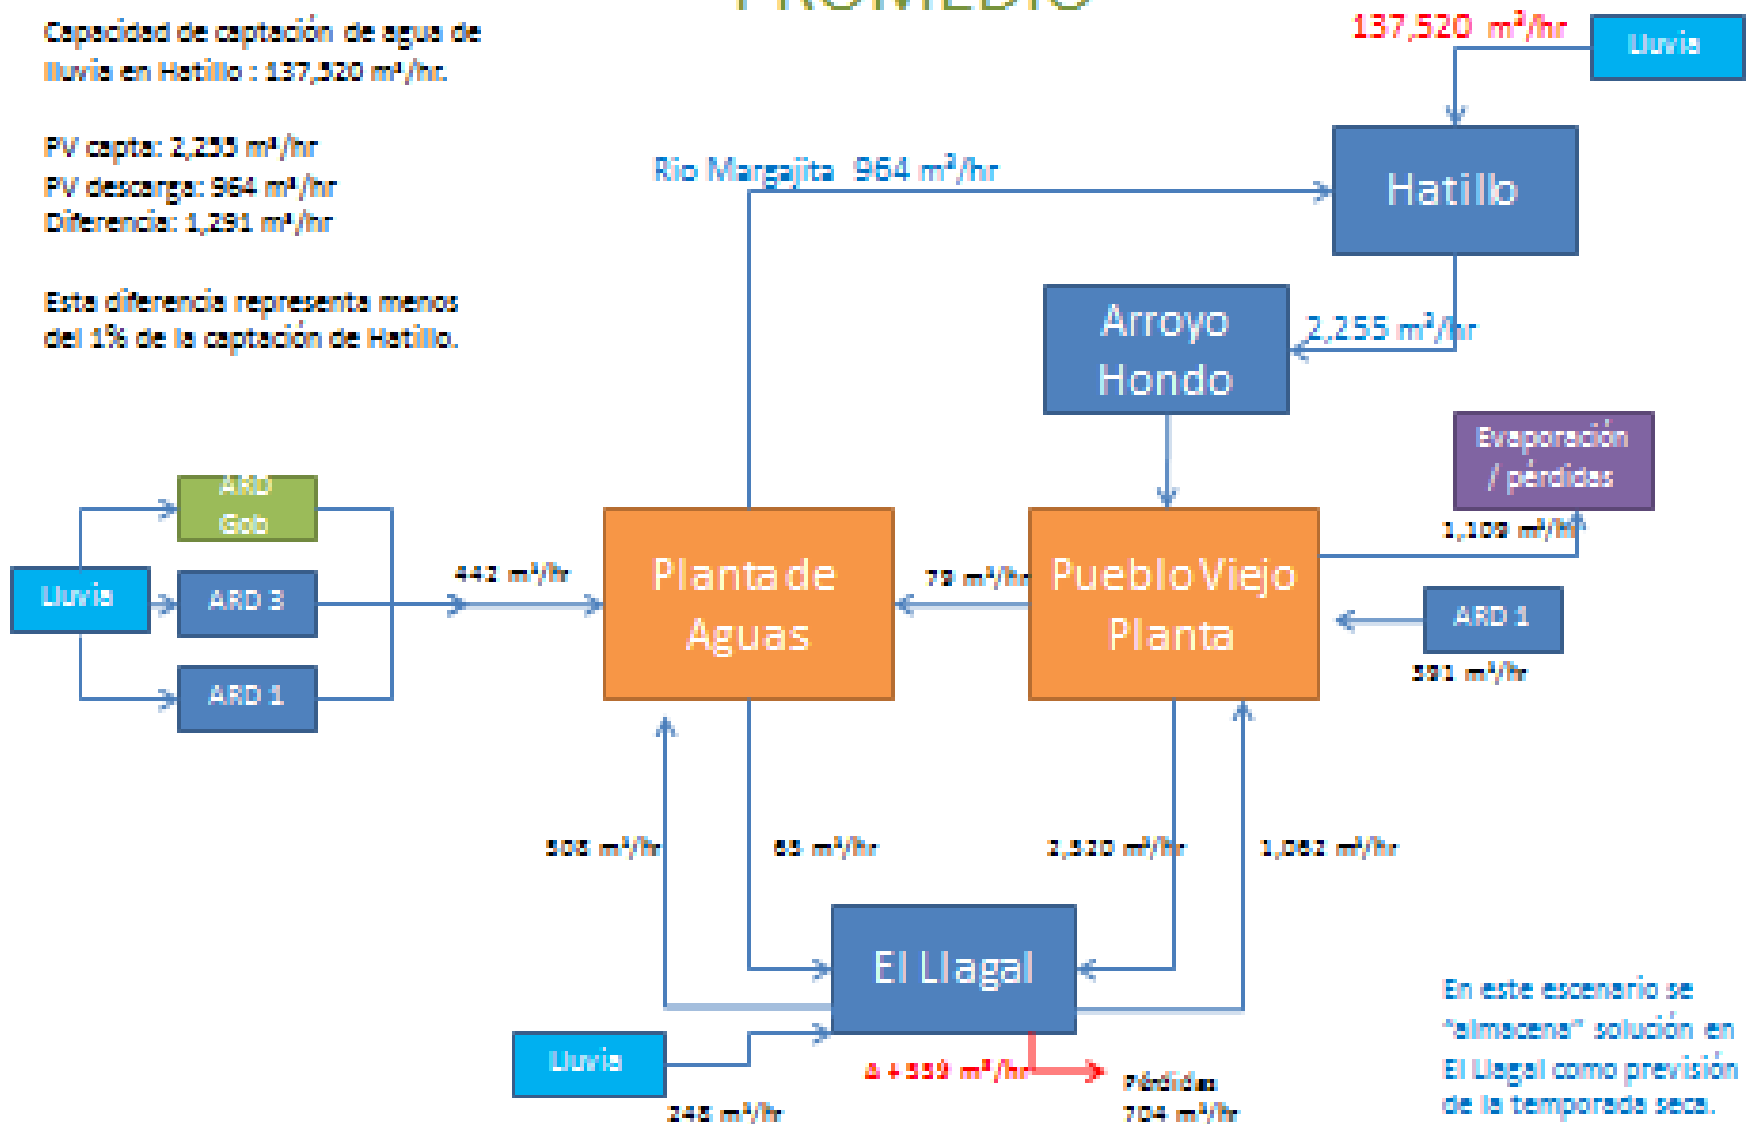 PROMEDIO
Capacidad de captación de agua de
lluvia en Hatillo : 137,520 m³/hr.
PV capta: 2,255 m³/hr
PV descarga: 964 m³/hr
Diferencia: 1,291 m³/hr
Esta diferencia representa menos
del 1% de la captación de Hatillo.
137,520 m³/hr
Lluvia
Rio Margajita 964 m³/hr
Hatillo
Arroyo
Hondo
2,255 m³/hr
Evaporación
/ pérdidas
1,109 m³/hr
ARD
Gob
Lluvia
ARD 3
ARD 1
442 m³/hr
Planta de
Aguas
79 m³/hr
Pueblo Viejo
Planta
ARD 1
391 m³/hr
508 m³/hr
65 m³/hr
2,520 m³/hr
1,062 m³/hr
El Llagal
Lluvia
248 m³/hr
Δ + 559 m³/hr
Pérdidas
704 m³/hr
En este escenario se
"almacena" solución en
El Llagal como previsión
de la temporada seca.